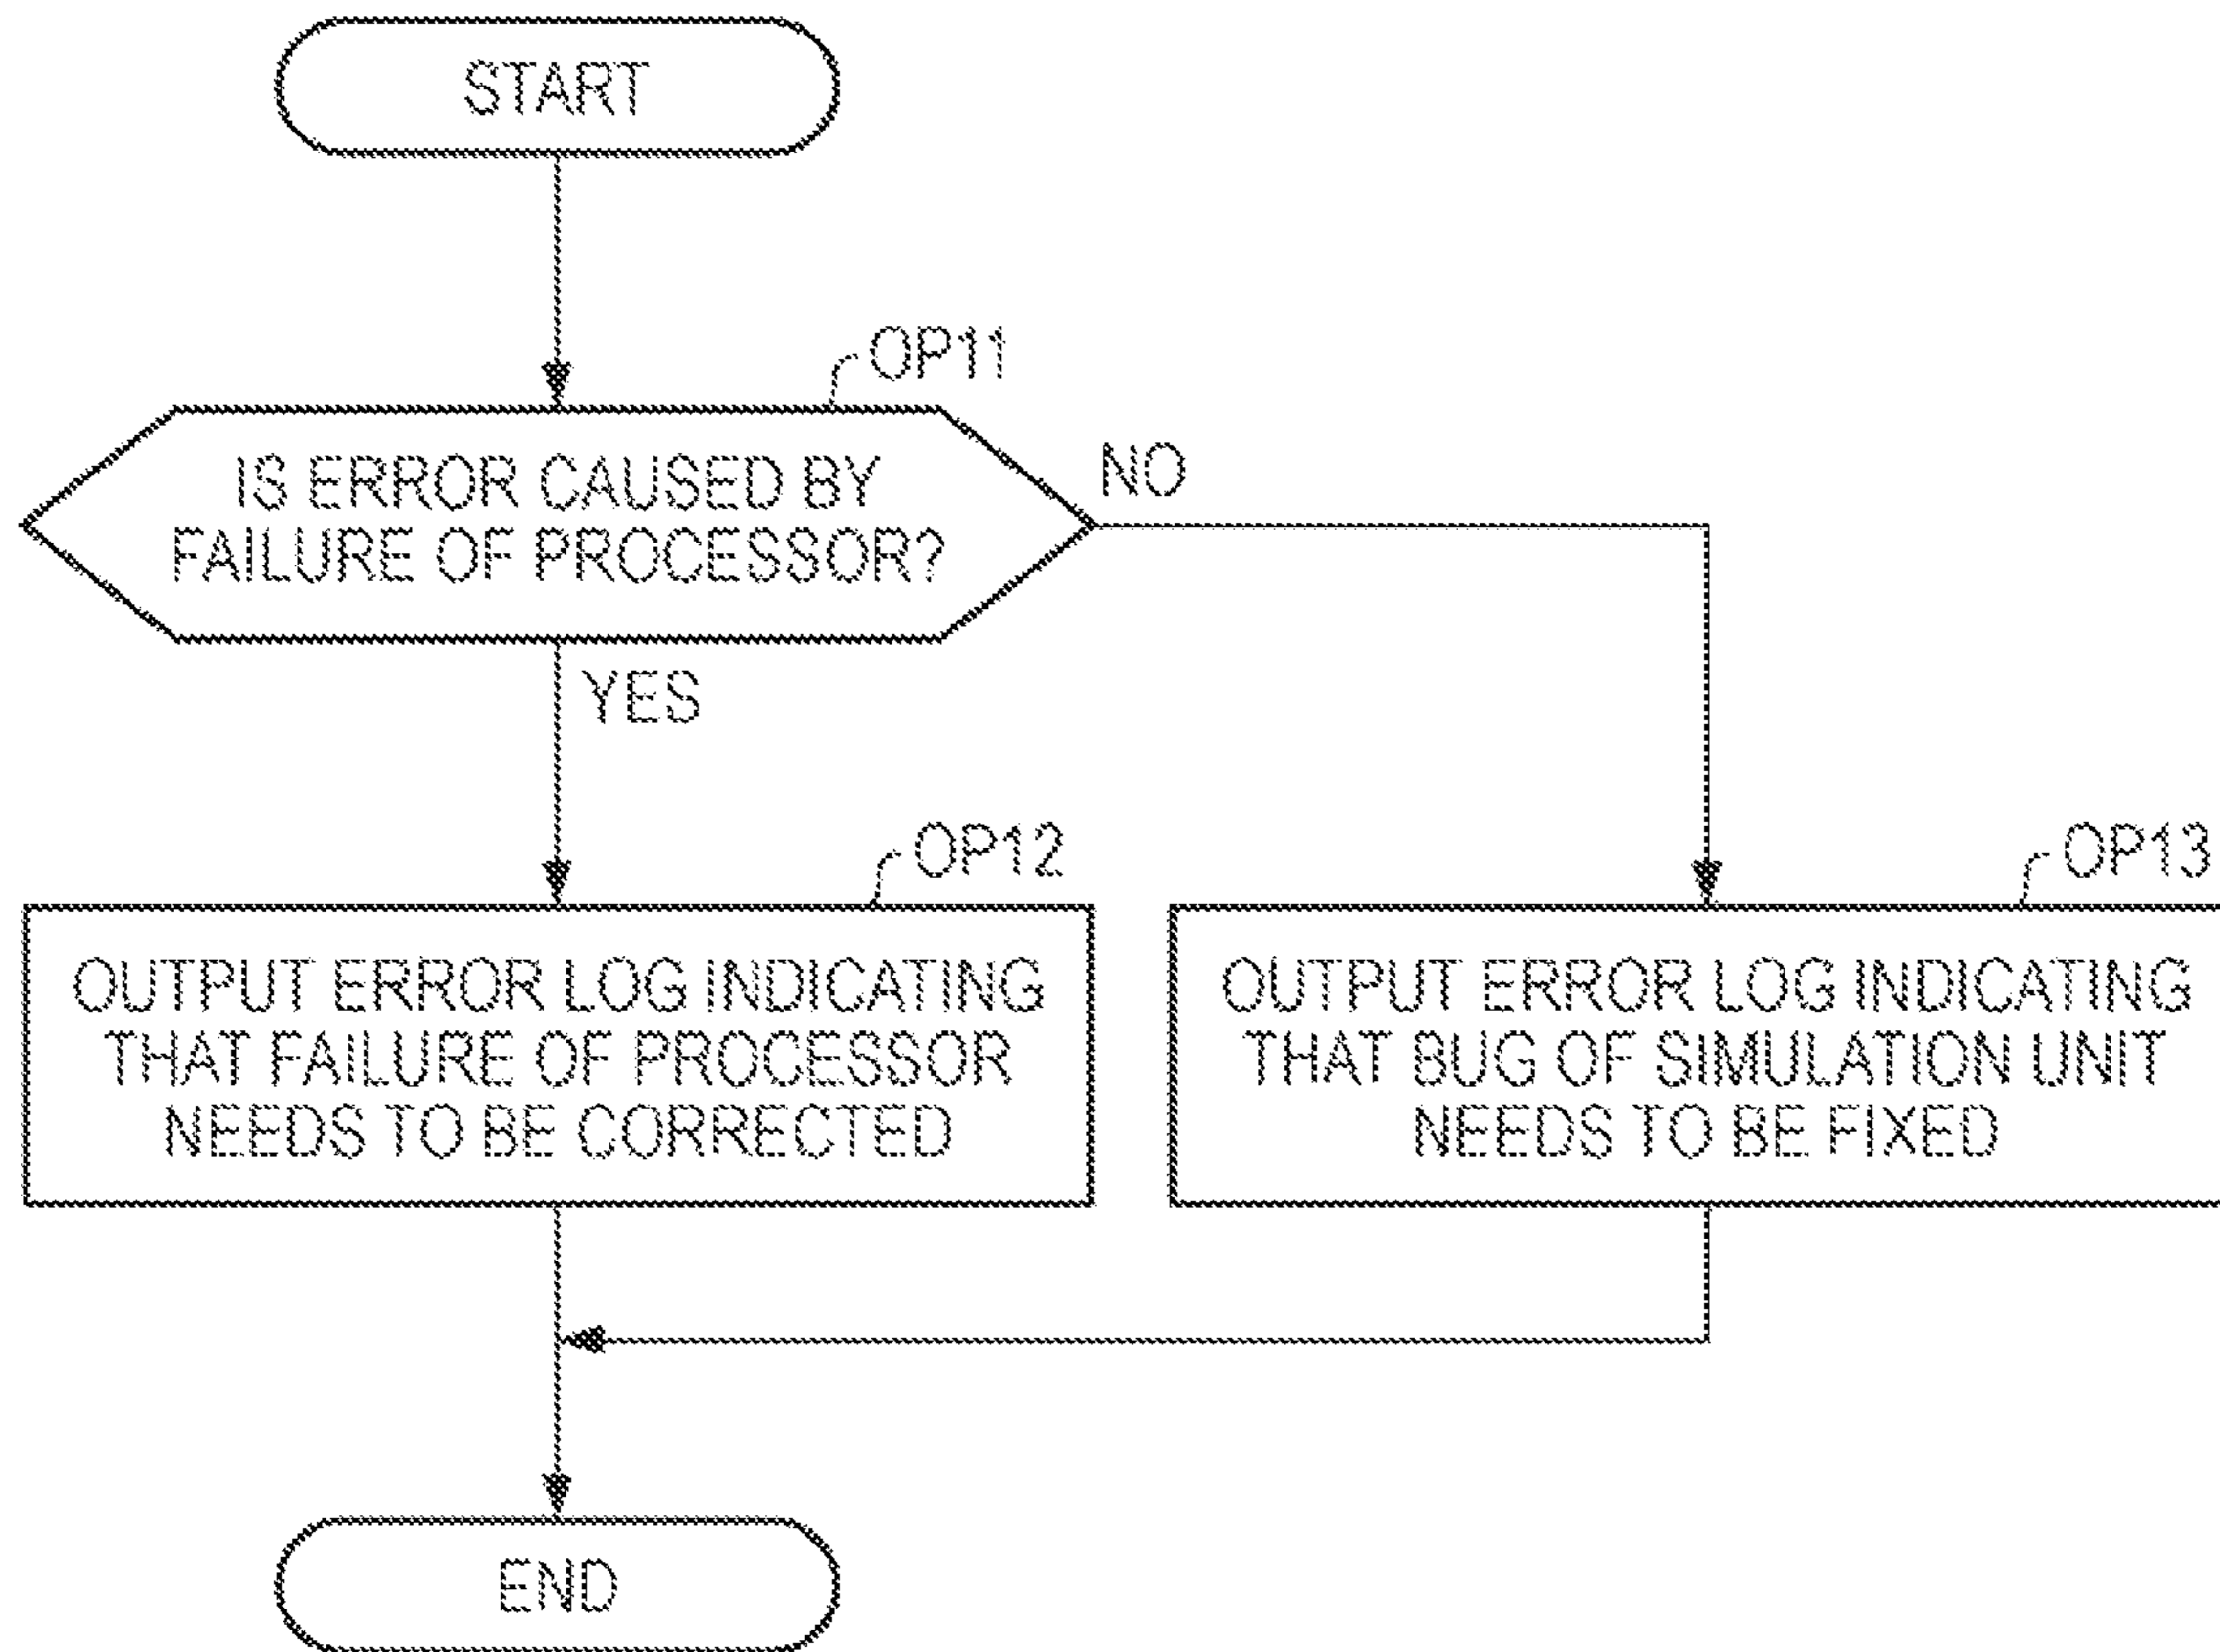 START
OP11
IS ERROR CAUSED BY
FAILURE OF PROCESSOR?
NO
YES
OP12
OUTPUT ERROR LOG INDICATING
THAT FAILURE OF PROCESSOR
NEEDS TO BE CORRECTED
OP13
OUTPUT ERROR LOG INDICATING
THAT BUG OF SIMULATION UNIT
NEEDS TO BE FIXED
END